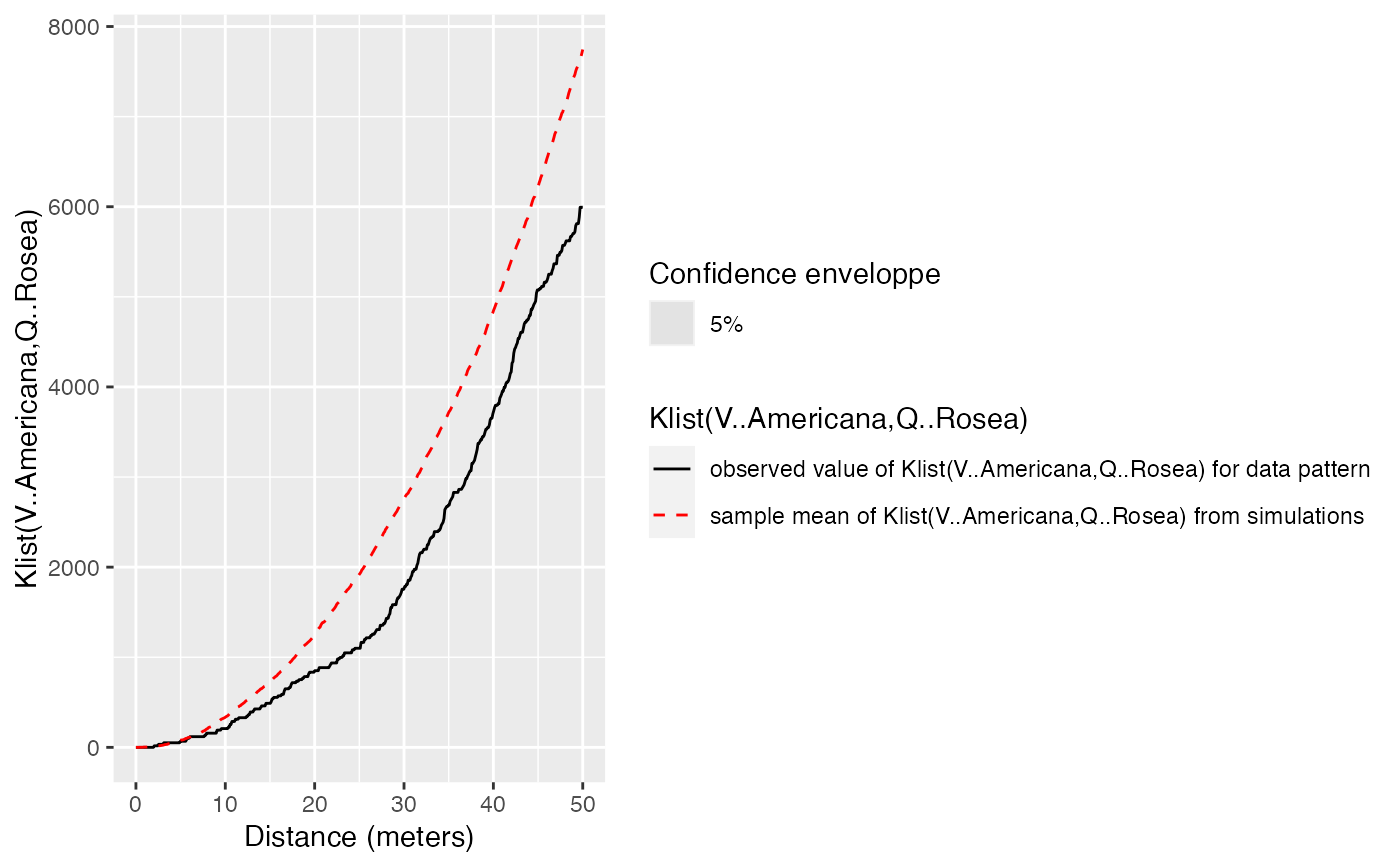 8000
6000
4000
2000
0
Klist(V..Americana,Q..Rosea)
0 10 20 30 40 50
Distance (meters)
Confidence enveloppe
5%
Klist(V..Americana,Q..Rosea)
observed value of Klist(V..Americana,Q..Rosea) for data pattern
sample mean of Klist(V..Americana,Q..Rosea) from simulations